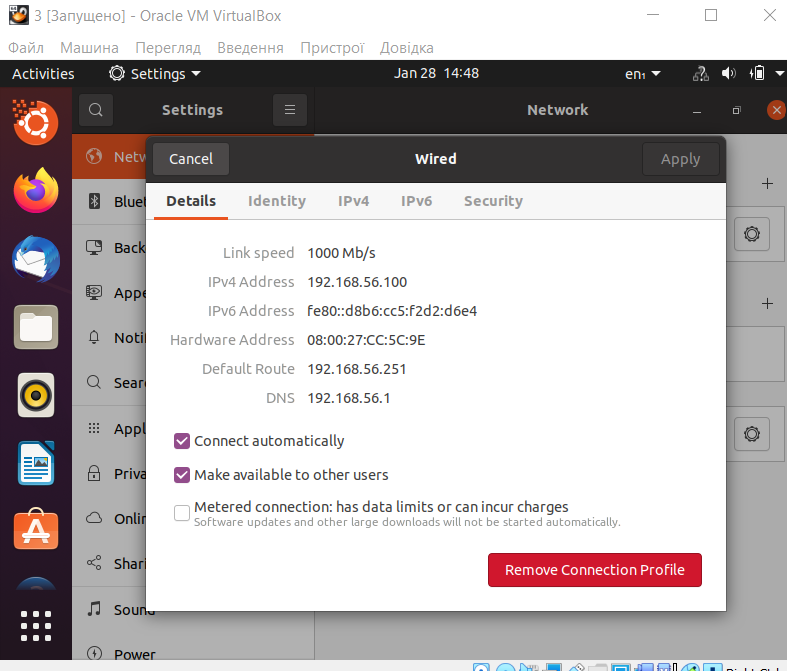 3 [Запущено] - Oracle VM VirtualBox
Файл Машина Перегляд Введення Пристрої Довідка
Activities Settings Jan 28 14:48 en₁
Settings Network
Cancel Wired Apply
Details Identity IPv4 IPv6 Security
Link speed 1000 Mb/s
IPv4 Address 192.168.56.100
IPv6 Address fe80::d8b6:cc5:f2d2:d6e4
Hardware Address 08:00:27:CC:5C:9E
Default Route 192.168.56.251
DNS 192.168.56.1
Connect automatically
Make available to other users
Metered connection: has data limits or can incur charges
Software updates and other large downloads will not be started automatically.
Remove Connection Profile
Netw
Blue
Back
Appe
Noti
Sear
Appl
Priva
Onli
Shari
Sound
Power